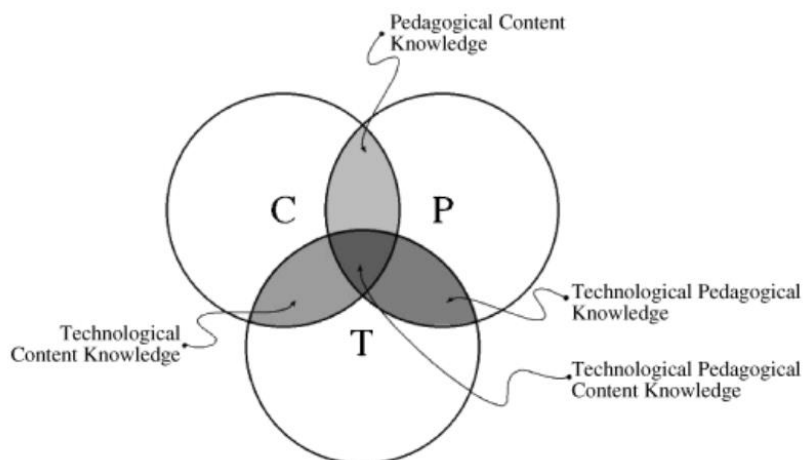 Pedagogical Content
Knowledge
C
P
Technological Pedagogical
Knowledge
Technological
Content Knowledge
T
Technological Pedagogical
Content Knowledge